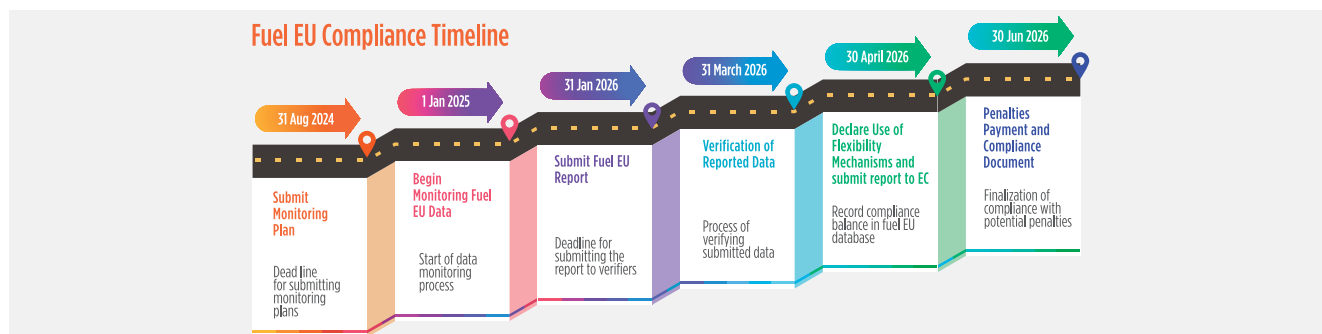 Fuel EU Compliance Timeline
31 Aug 2024
Submit
Monitoring
Plan
Dead line
for submitting
monitoring
plans
1 Jan 2025
Begin
Monitoring Fuel
EU Data
Start of data
monitoring
process
31 Jan 2026
Submit Fuel EU
Report
Deadline for
submitting the
report to verifiers
31 March 2026
Verification of
Reported Data
Process of
verifying
submitted data
30 April 2026
Declare Use of
Flexibility
Mechanisms and
submit report to EC
Record compliance
balance in fuel EU
database
30 Jun 2026
Penalties
Payment and
Compliance
Document
Finalization of
compliance with
potential penalties